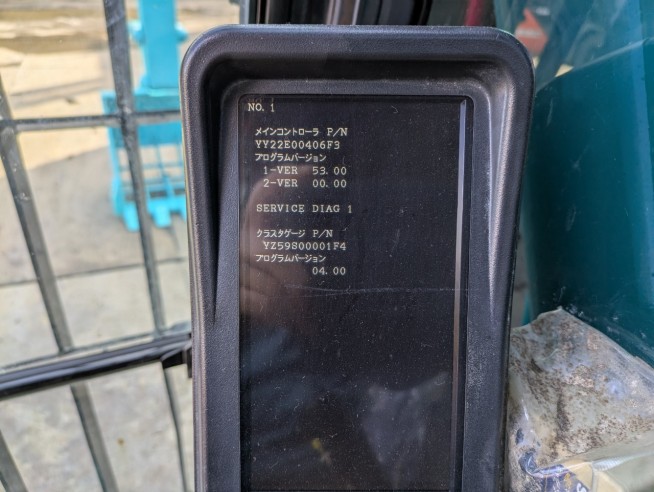 NO. 1
メインコントローラ P/N
YY22E00406F3
プログラムバージョン
1-VER 53.00
2-VER 00.00
SERVICE DIAG 1
クラスタゲージ P/N
YZ59S00001F4
プログラムバージョン
04.00